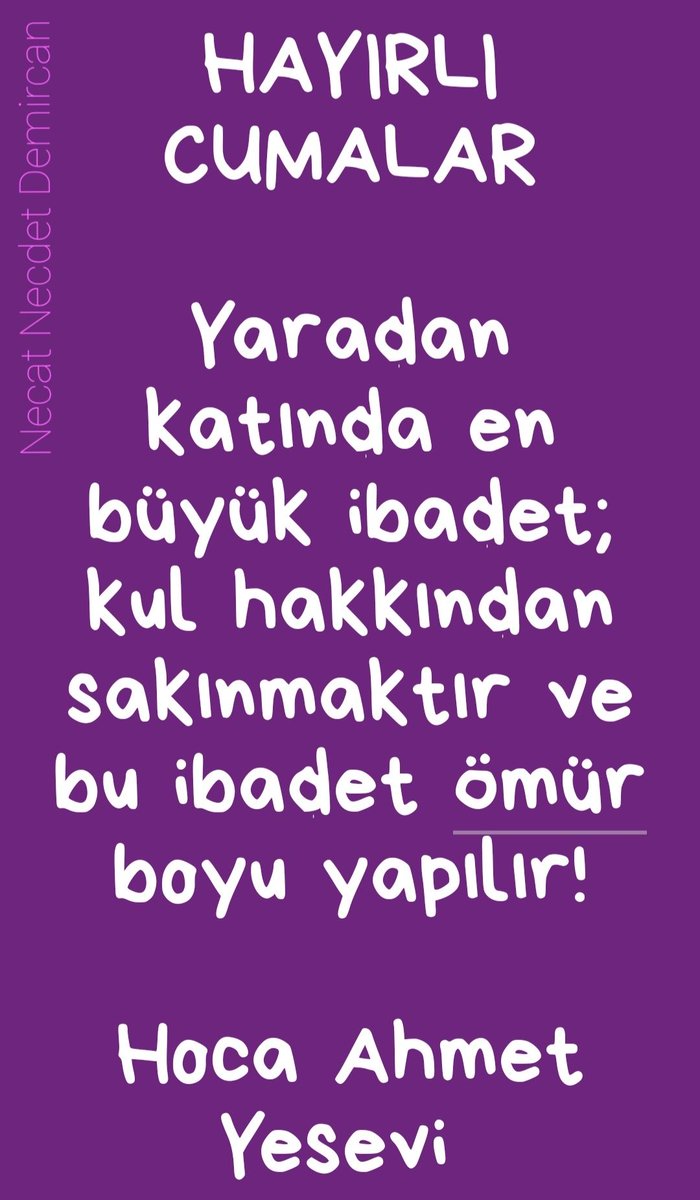 Necat Necdet Demircan
HAYIRLI
CUMALAR
Yaradan
katında en
büyük ibadet;
kul hakkından
sakınmaktır ve
bu ibadet ömür
boyu yapılır!
Hoca Ahmet
Yesevi